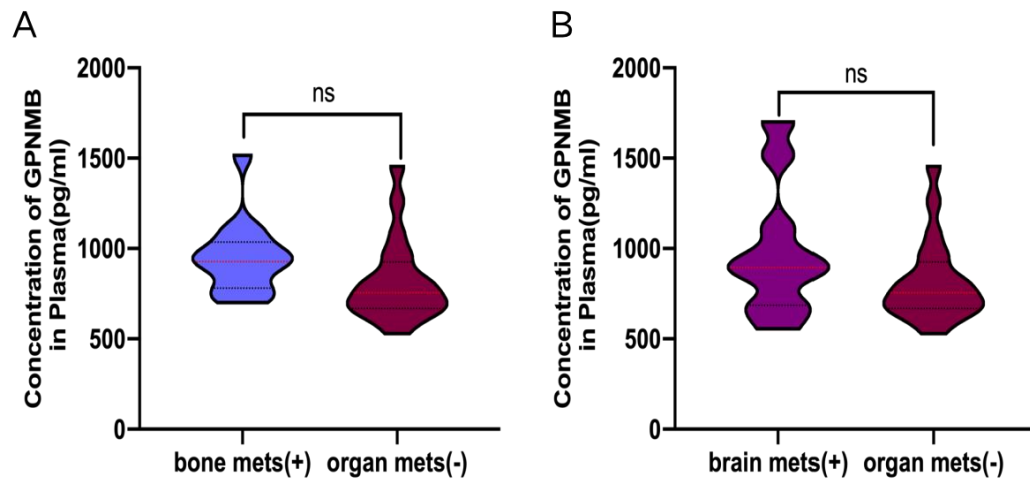 A
Concentration of GPNMB
in Plasma(pg/ml)
2000
1500
1000
500
0
ns
bone mets(+) organ mets(-)
B
Concentration of GPNMB
in Plasma(pg/ml)
2000
1500
1000
500
0
ns
brain mets(+) organ mets(-)